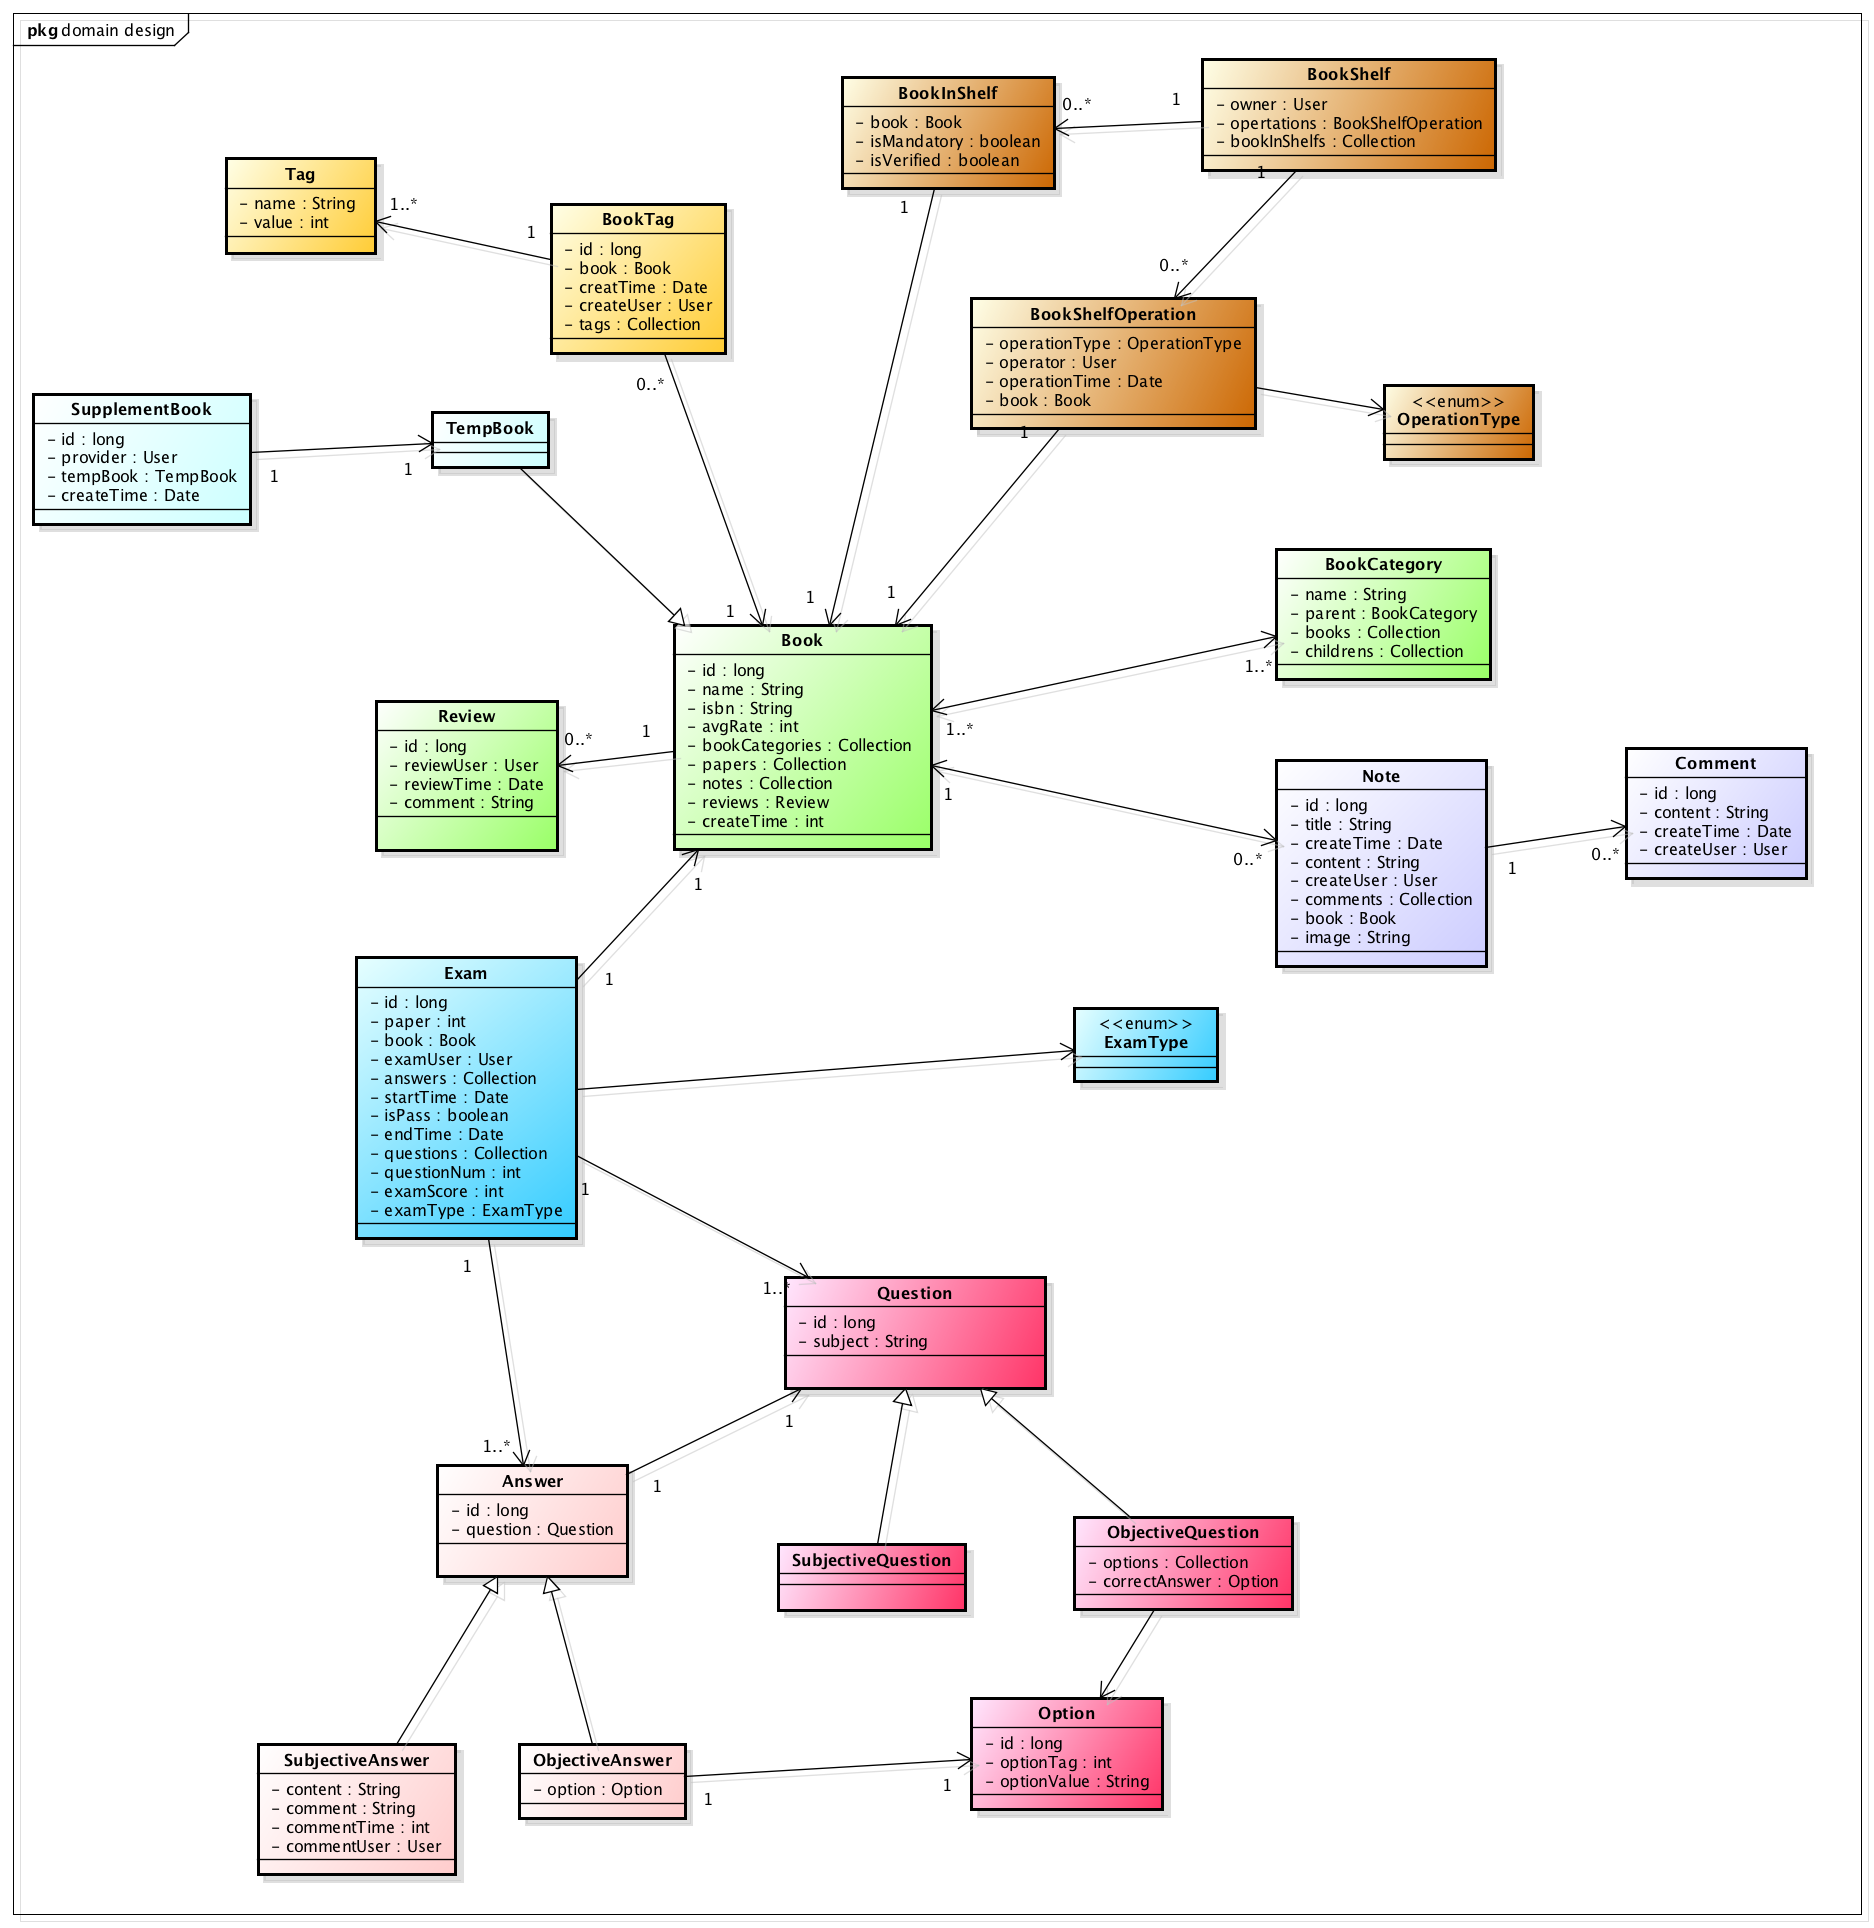 pkg domain design
BookShelf
- owner : User
- opertations : BookShelfOperation
- bookInShelfs : Collection
BookInShelf
- book : Book
- isMandatory : boolean
- isVerified : boolean
0..*
1
1
1
0..*
Tag
- name : String
- value : int
1..*
1
BookTag
- id : long
- book : Book
- creatTime : Date
- createUser : User
- tags : Collection
0..*
BookShelfOperation
- operationType : OperationType
- operator : User
- operationTime : Date
- book : Book
1
<<enum>>
OperationType
SupplementBook
- id : long
- provider : User
- tempBook : TempBook
- createTime : Date
1
1
TempBook
1
1
1
BookCategory
- name : String
- parent : BookCategory
- books : Collection
- childrens : Collection
1..*
1..*
Book
- id : long
- name : String
- isbn : String
- avgRate : int
- bookCategories : Collection
- papers : Collection
- notes : Collection
- reviews : Review
- createTime : int
Review
- id : long
- reviewUser : User
- reviewTime : Date
- comment : String
0..*
1
1
0..*
Note
- id : long
- title : String
- createTime : Date
- content : String
- createUser : User
- comments : Collection
- book : Book
- image : String
1
0..*
Comment
- id : long
- content : String
- createTime : Date
- createUser : User
1
1
Exam
- id : long
- paper : int
- book : Book
- examUser : User
- answers : Collection
- startTime : Date
- isPass : boolean
- endTime : Date
- questions : Collection
- questionNum : int
- examScore : int
- examType : ExamType
<<enum>>
ExamType
1
1..*
1
1..*
Question
- id : long
- subject : String
1
1
Answer
- id : long
- question : Question
SubjectiveQuestion
ObjectiveQuestion
- options : Collection
- correctAnswer : Option
Option
- id : long
- optionTag : int
- optionValue : String
SubjectiveAnswer
- content : String
- comment : String
- commentTime : int
- commentUser : User
ObjectiveAnswer
- option : Option
1
1